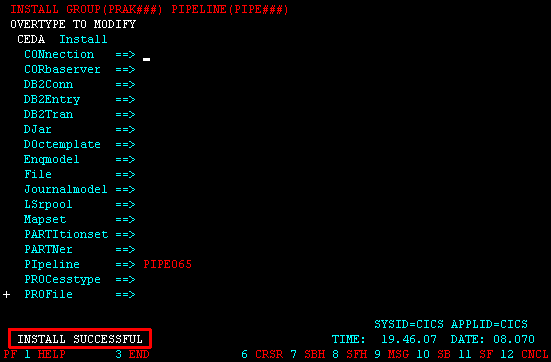 INSTALL GROUP(PRAK###) PIPELINE(PIPE###)
OVERTYPE TO MODIFY
CEDA Install
CONnection ==>
CORbaserver ==>
DB2Conn ==>
DB2Entry ==>
DB2Tran ==>
DJar ==>
DOctemplate ==>
Enqmodel ==>
File ==>
Journalmodel ==>
LSrpool ==>
Mapset ==>
PARTItionset ==>
PARTNer ==>
PIpeline ==> PIPE065
PROCesstype ==>
+ PROFile ==>
SYSID=CICS APPLID=CICS
INSTALL SUCCESSFUL TIME: 19.46.07 DATE: 08.070
PF 1 HELP 3 END 6 CRSR 7 SBH 8 SFH 9 MSG 10 SB 11 SF 12 CNCL